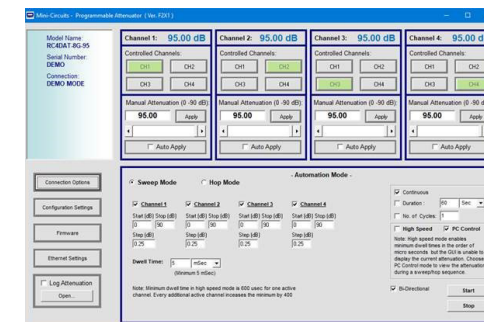 Mini-Circuits - Programmable Attenuator ( Ver. F2X1 )
Model Name:
RC4DAT-8G-95
Serial Number:
DEMO
Connection:
DEMO MODE
Channel 1: 95.00 dB
Controlled Channels:
CH1 CH2
CH3 CH4
Manual Attenuation (0 -90 dB):
95.00 Apply
Auto Apply
Channel 2: 95.00 dB
Controlled Channels:
CH1 CH2
CH3 CH4
Manual Attenuation (0 -90 dB):
95.00 Apply
Auto Apply
Channel 3: 95.00 dB
Controlled Channels:
CH1 CH2
CH3 CH4
Manual Attenuation (0 -90 dB):
95.00 Apply
Auto Apply
Channel 4: 95.00 d
Controlled Channels:
CH1 CH2
CH3 CH4
Manual Attenuation (0 -90 d
95.00 Apply
Auto Apply
Connection Options
Configuration Settings
Firmware
Ethernet Settings
Log Attenuation
Open...
- Automation Mode -
Sweep Mode Hop Mode
Channel 1 Channel 2 Channel 3 Channel 4
Start (dB) Stop (dB) Start (dB) Stop (dB) Start (dB) Stop (dB) Start (dB) Stop (dB)
0 90 0 90 0 90 0 90
Step (dB) Step (dB) Step (dB) Step (dB)
0.25 0.25 0.25 0.25
Dwell Time: 5 mSec
(Minimum 5 mSec)
Note: Minimum dwell time in high speed mode is 600 usec for one active
channel. Every additional active channel incesses the minimum by 400
Continuous
Duration : 60 Sec
No. of Cycles: 1
High Speed PC Control
Note: High speed mode enables
minimum dwell times in the order of
micro seconds but the GUI is unable to
display the current attenuation. Choose
PC Control mode to view the attenuation
during a sweep/hop sequence.
Bi-Directional Start
Stop